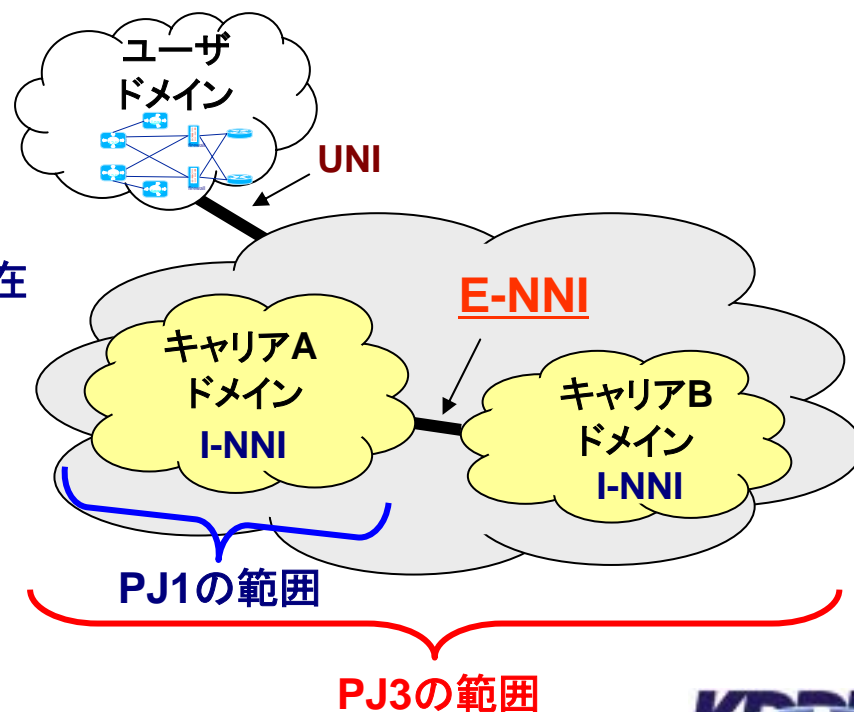 ユーザ
ドメイン
UNI
在
E-NNI
キャリアA
ドメイン
I-NNI
キャリアB
ドメイン
I-NNI
PJ1の範囲
PJ3の範囲